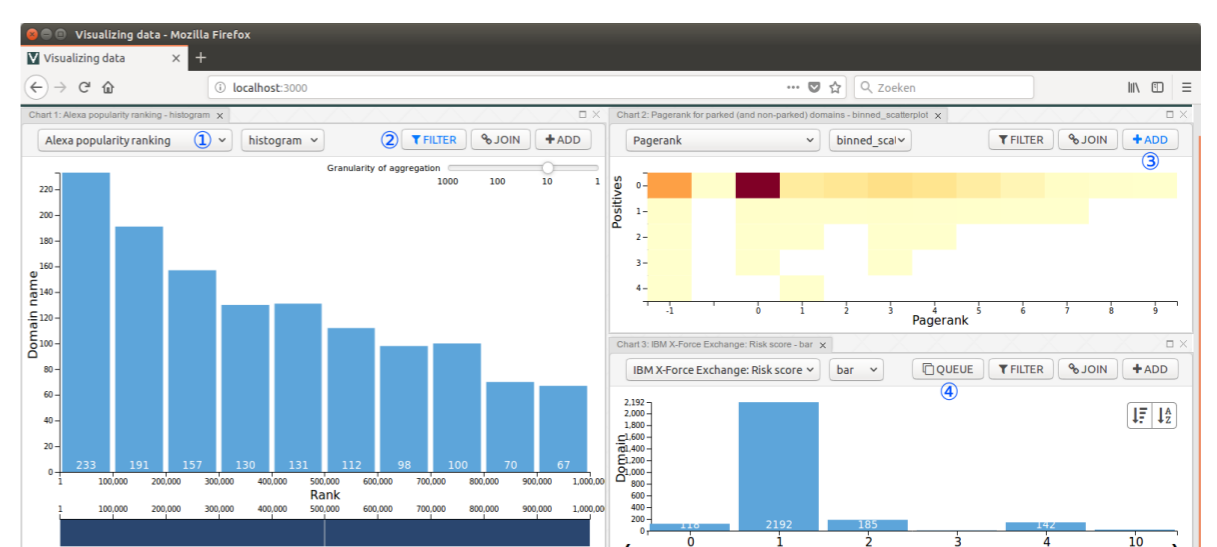 Visualizing data - Mozilla Firefox
Visualizing data × +
localhost:3000 Zoeken
Chart 1: Alexa popularity ranking - histogram x
Alexa popularity ranking ① histogram ② FILTER JOIN +ADD
Granularity of aggregation
1000 100 10 1
220
200
180
160
140
120
100
80
60
40
20
0
Domain name
233 191 157 130 131 112 98 100 70 67
1 100,000 200,000 300,000 400,000 500,000 600,000 700,000 800,000 900,000 1,000,00
Rank
1 100,000 200,000 300,000 400,000 500,000 600,000 700,000 800,000 900,000 1,000,00
Chart 2: Pagerank for parked (and non-parked) domains - binned_scatterplot x
Pagerank binned_scat FILTER JOIN +ADD
③
Positives
0
1
2
3
4
-1 0 1 2 3 4 5 6 7 8 9
Pagerank
Chart 3: IBM X-Force Exchange: Risk score - bar x
IBM X-Force Exchange: Risk score bar QUEUE FILTER JOIN +ADD
④
2,192
2,000
1,800
1,600
1,400
1,200
1,000
800
600
400
200
0
Domain
A
Z
118 2192 185 142
0 1 2 3 4 10